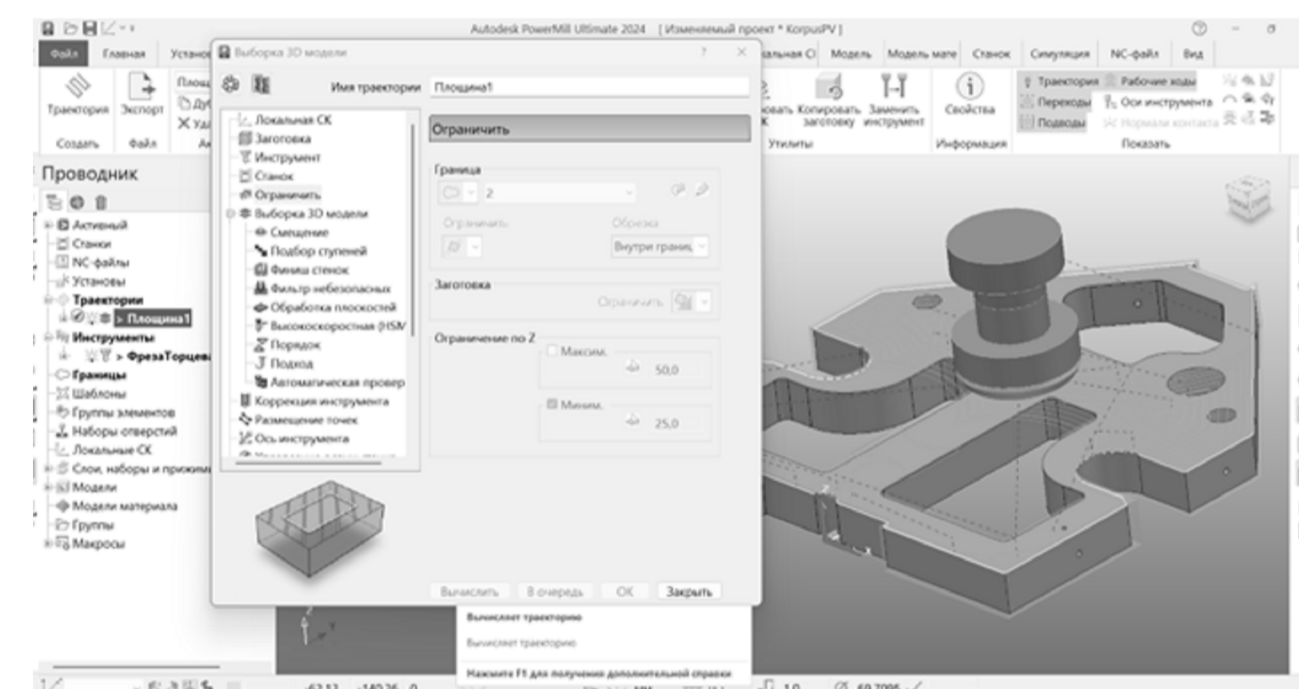 Autodesk PowerMill Ultimate 2024 [ Изменяемый проект * KorpusPV ]
Файл Главная Модель Станок Симуляция NC-файл Вид
Траектория Экспорт
Создать Файл
Копировать заготовку
Заменить инструмент
Свойства
Утилиты Информация Показать
Траектория Рабочие ходы
Переходы Оси инструмента
Подводы Нормали контакта
Проводник
Активный
Станки
NC-файлы
Установы
Траектории
> Площина1
Инструменты
Границы
Шаблоны
Группы элементов
Наборы отверстий
Локальные СК
Модели
Модели материала
Группы
Макросы
Выборка 3D модели
Имя траектории Площина1
Локальная СК
Заготовка
Инструмент
Станок
Ограничить
Выборка 3D модели
Смещение
Подбор ступеней
Финиш стенок
Фильтр небезопасных
Обработка плоскостей
Высокоскоростная (HSM
Порядок
Подход
Автоматическая провер
Коррекция инструмента
Размещение точек
Ось инструмента
Ограничить
Граница
2
Ограничить Обрезка
Внутри границ
Заготовка
Ограничить
Ограничение по Z
Максим.
50,0
Миним.
25,0
Вычислить В очередь ОК Закрыть
Вычисляет траекторию
Вычисляет траекторию
Нажмите F1 для получения дополнительной справки